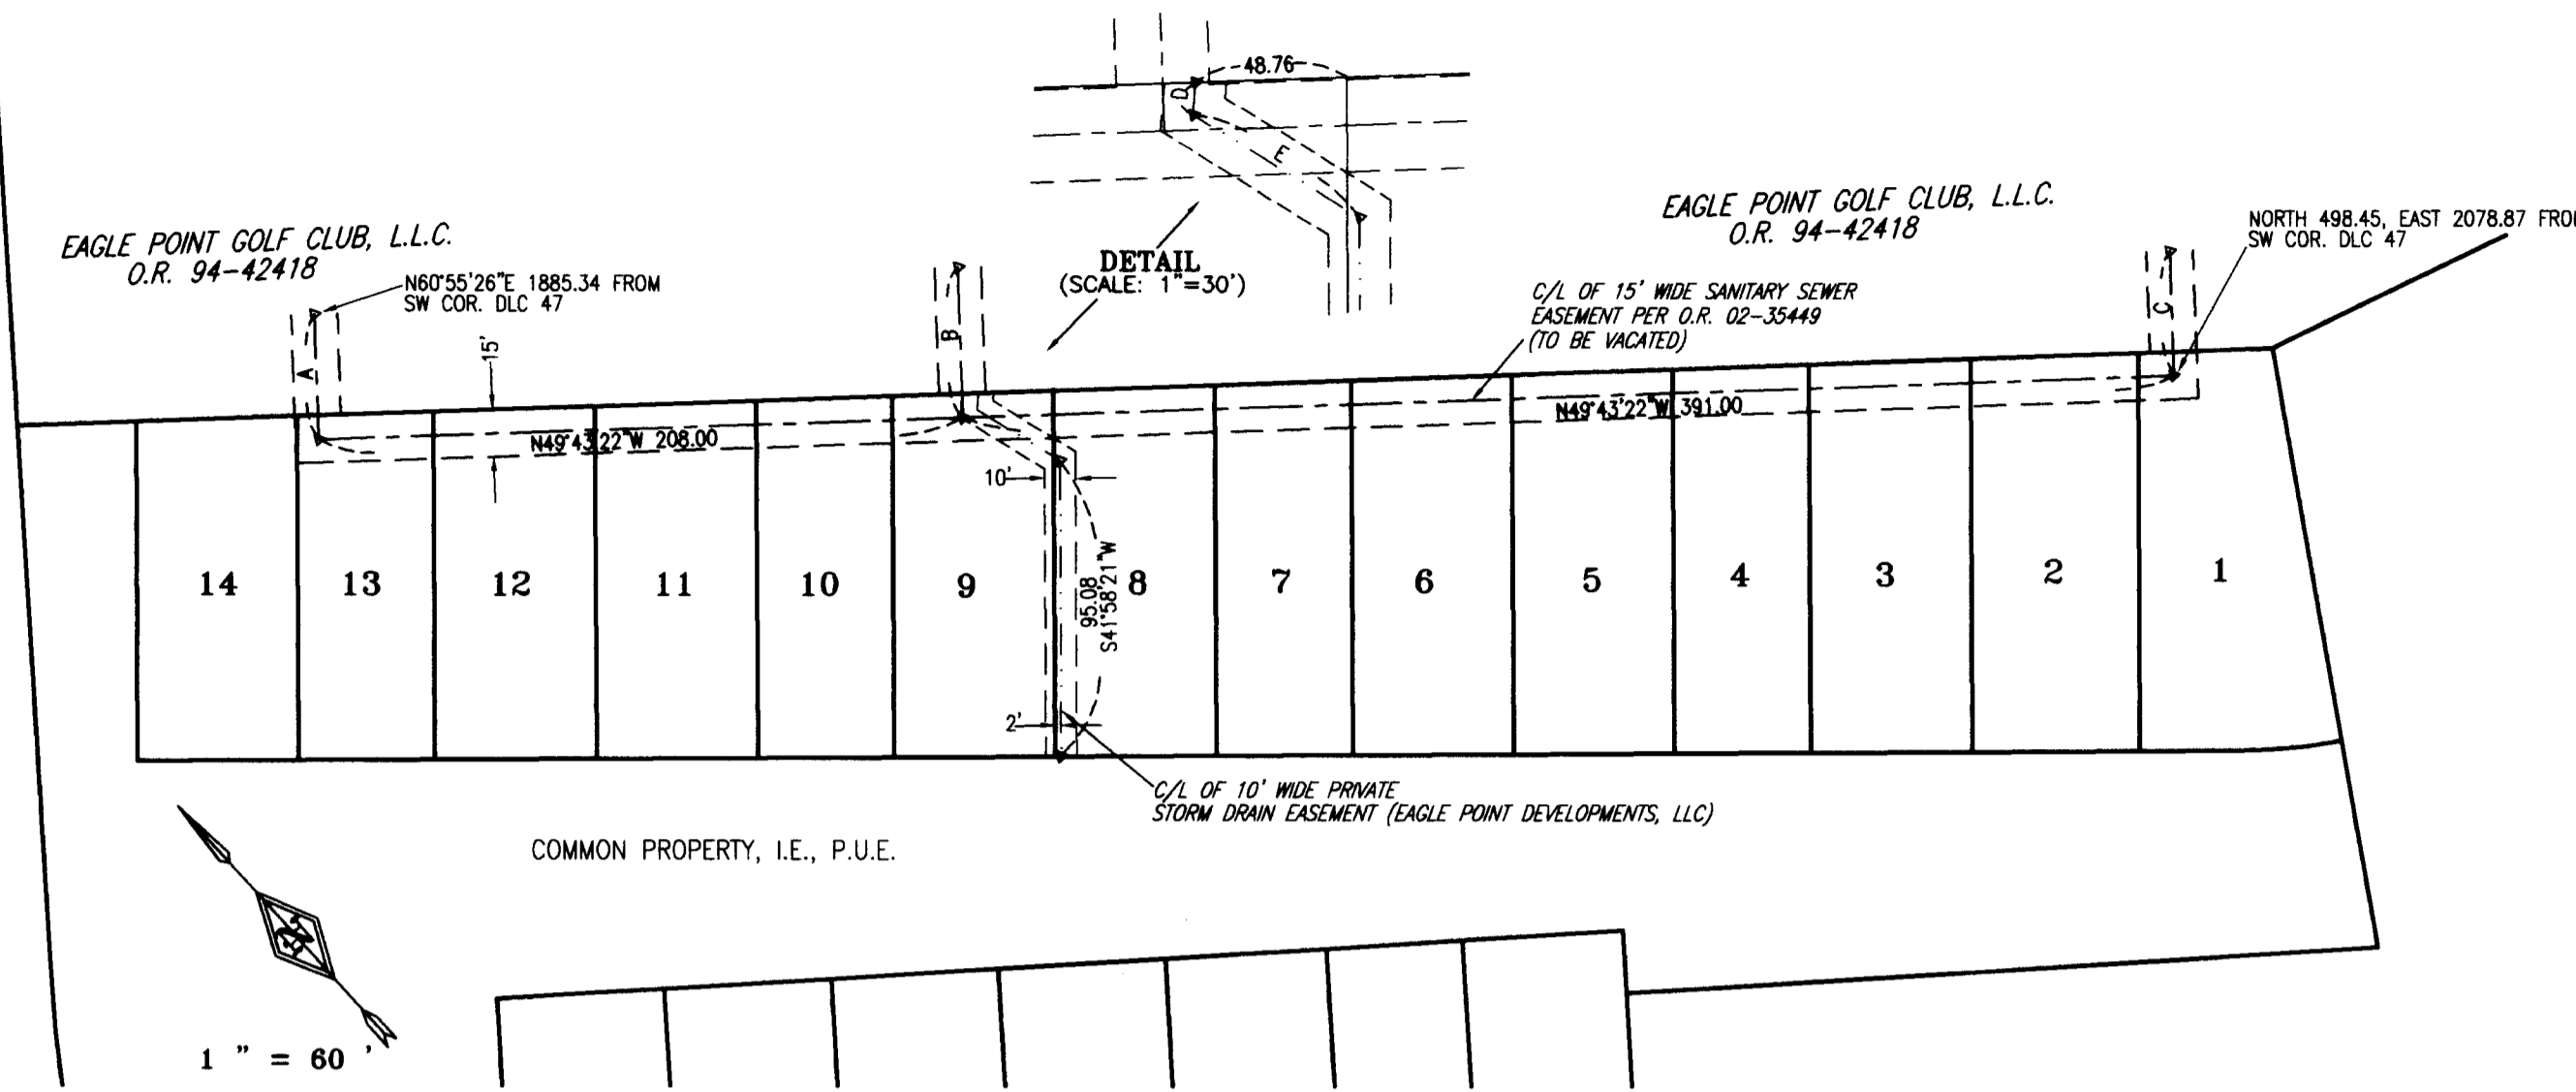 48.76
D
E
EAGLE POINT GOLF CLUB, L.L.C.
O.R. 94-42418
N60°55'26"E 1885.34 FROM
SW COR. DLC 47
DETAIL
(SCALE: 1"=30')
EAGLE POINT GOLF CLUB, L.L.C.
O.R. 94-42418
NORTH 498.45, EAST 2078.87
SW COR. DLC 47
C/L OF 15' WIDE SANITARY SEWER
EASEMENT PER O.R. 02-35449
(TO BE VACATED)
A
15'
B
C
N49°43'22"W 208.00
N49°43'22"W 391.00
10'
95.08
S41°58'21"W
14
13
12
11
10
9
8
7
6
5
4
3
2
1
2'
C/L OF 10' WIDE PRIVATE
STORM DRAIN EASEMENT (EAGLE POINT DEVELOPMENTS, LLC)
COMMON PROPERTY, I.E., P.U.E.
1 " = 60 '